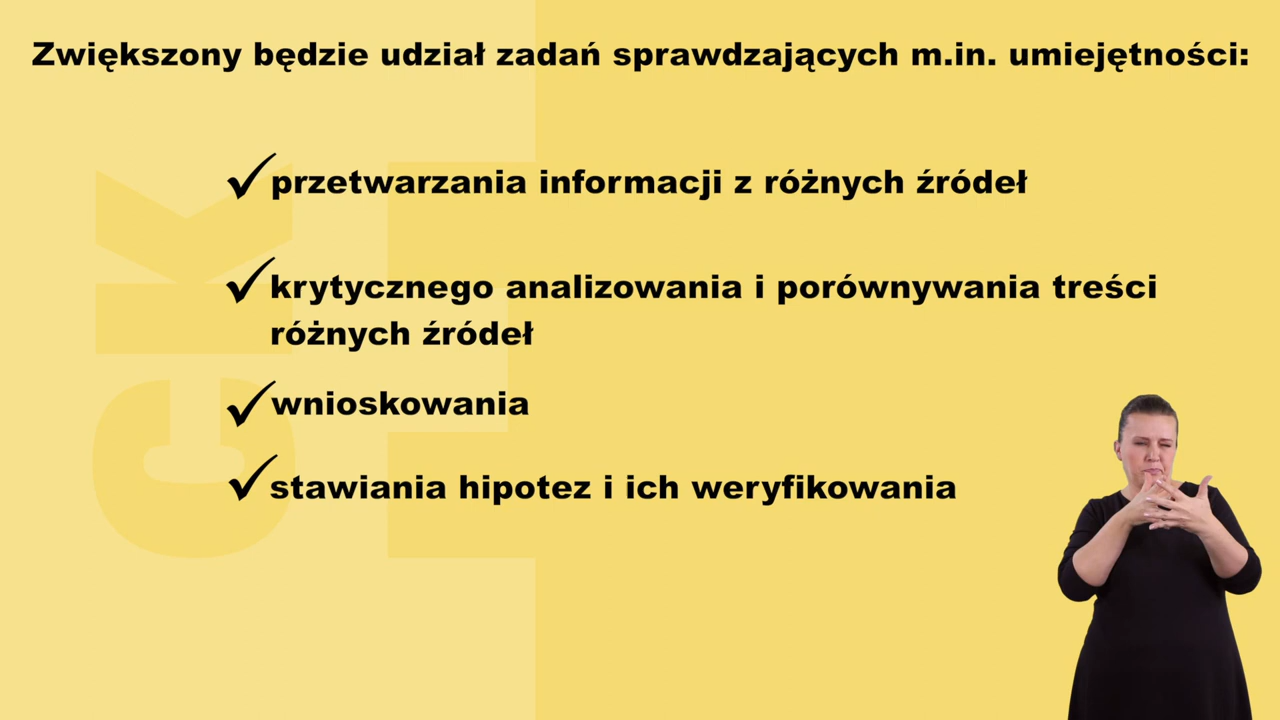 Zwiększony będzie udział zadań sprawdzających m.in. umiejętności:
przetwarzania informacji z różnych źródeł
krytycznego analizowania i porównywania treści
różnych źródeł
wnioskowania
stawiania hipotez i ich weryfikowania
CK